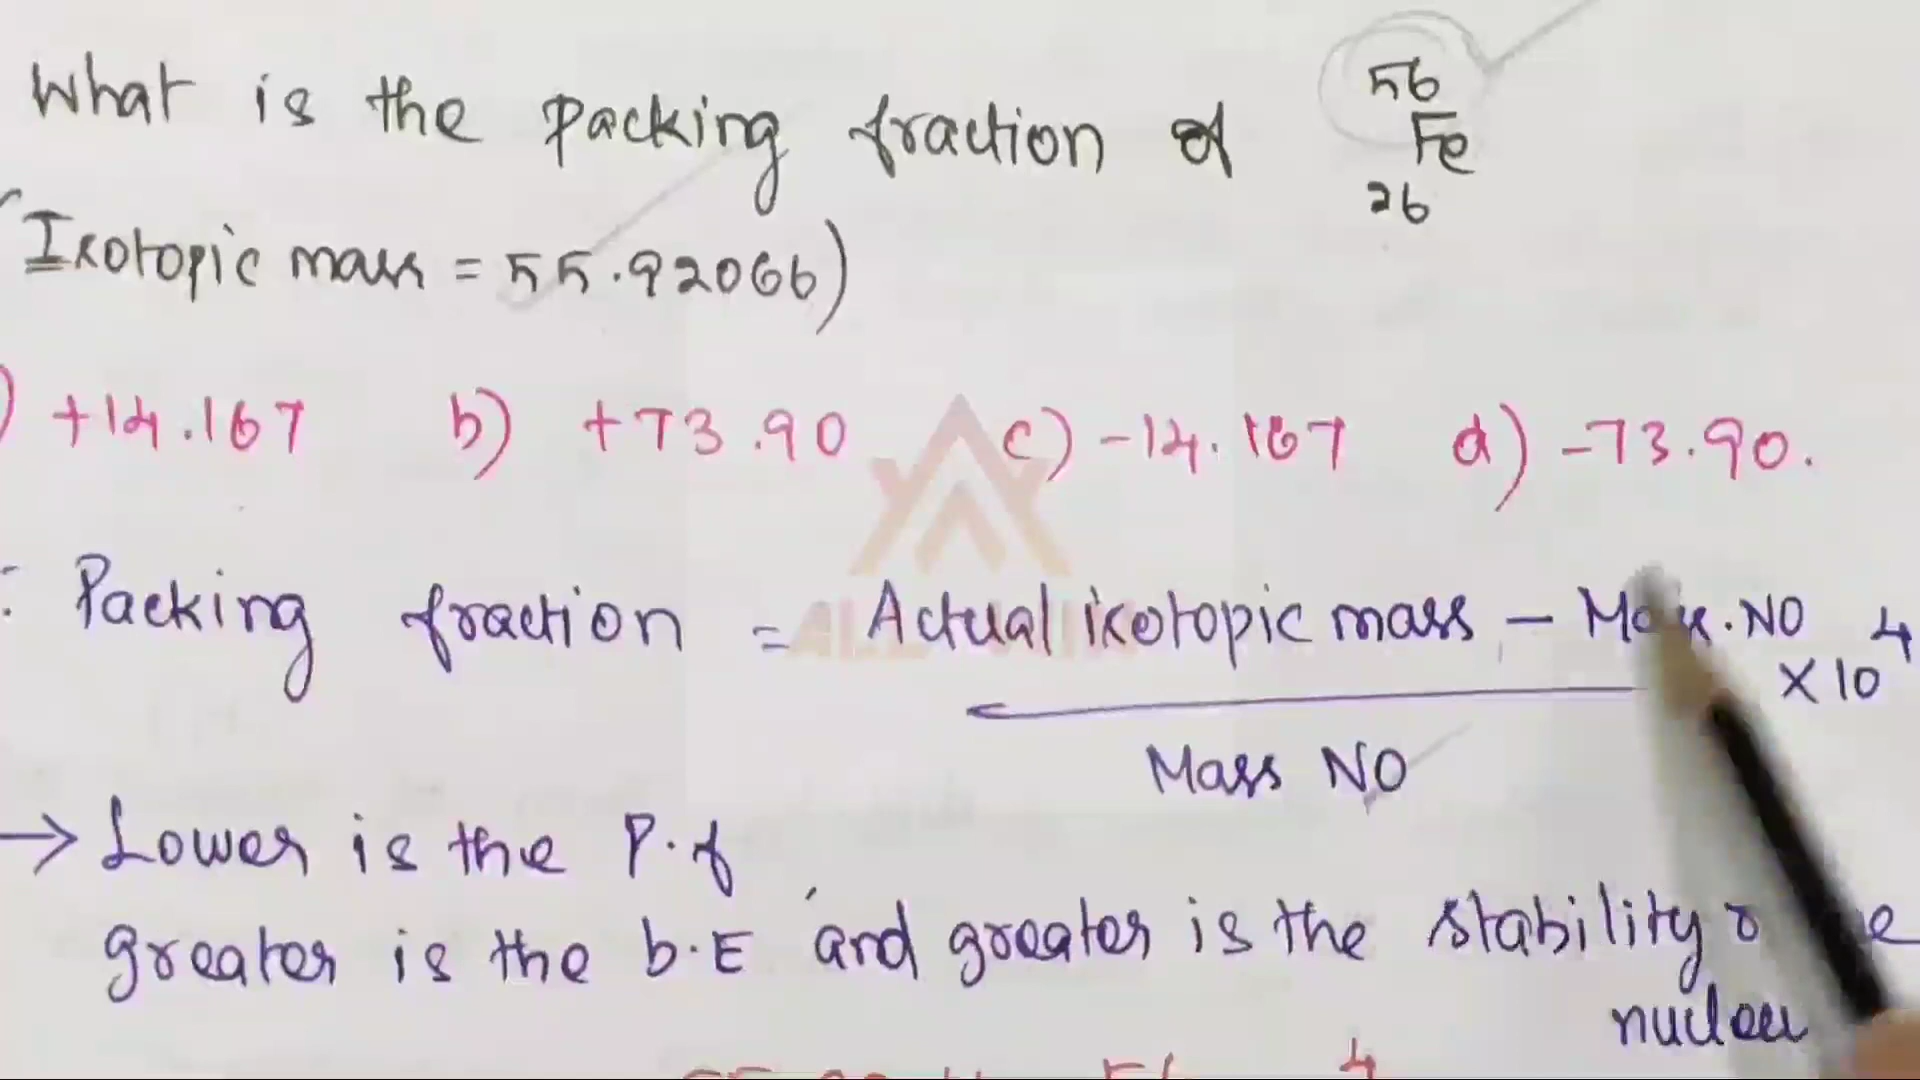 What is the Packing fraction of 56 Fe 26
Isotopic mass = 55.92066)
) +14.167 b) +73.90 c) -14.167 d) -73.90.
: Packing fraction = Actual isotopic mass - Mass.NO × 10 4
Mass NO
→ Lower is the P.f
greater is the b.E and greater is the stability
nuclei